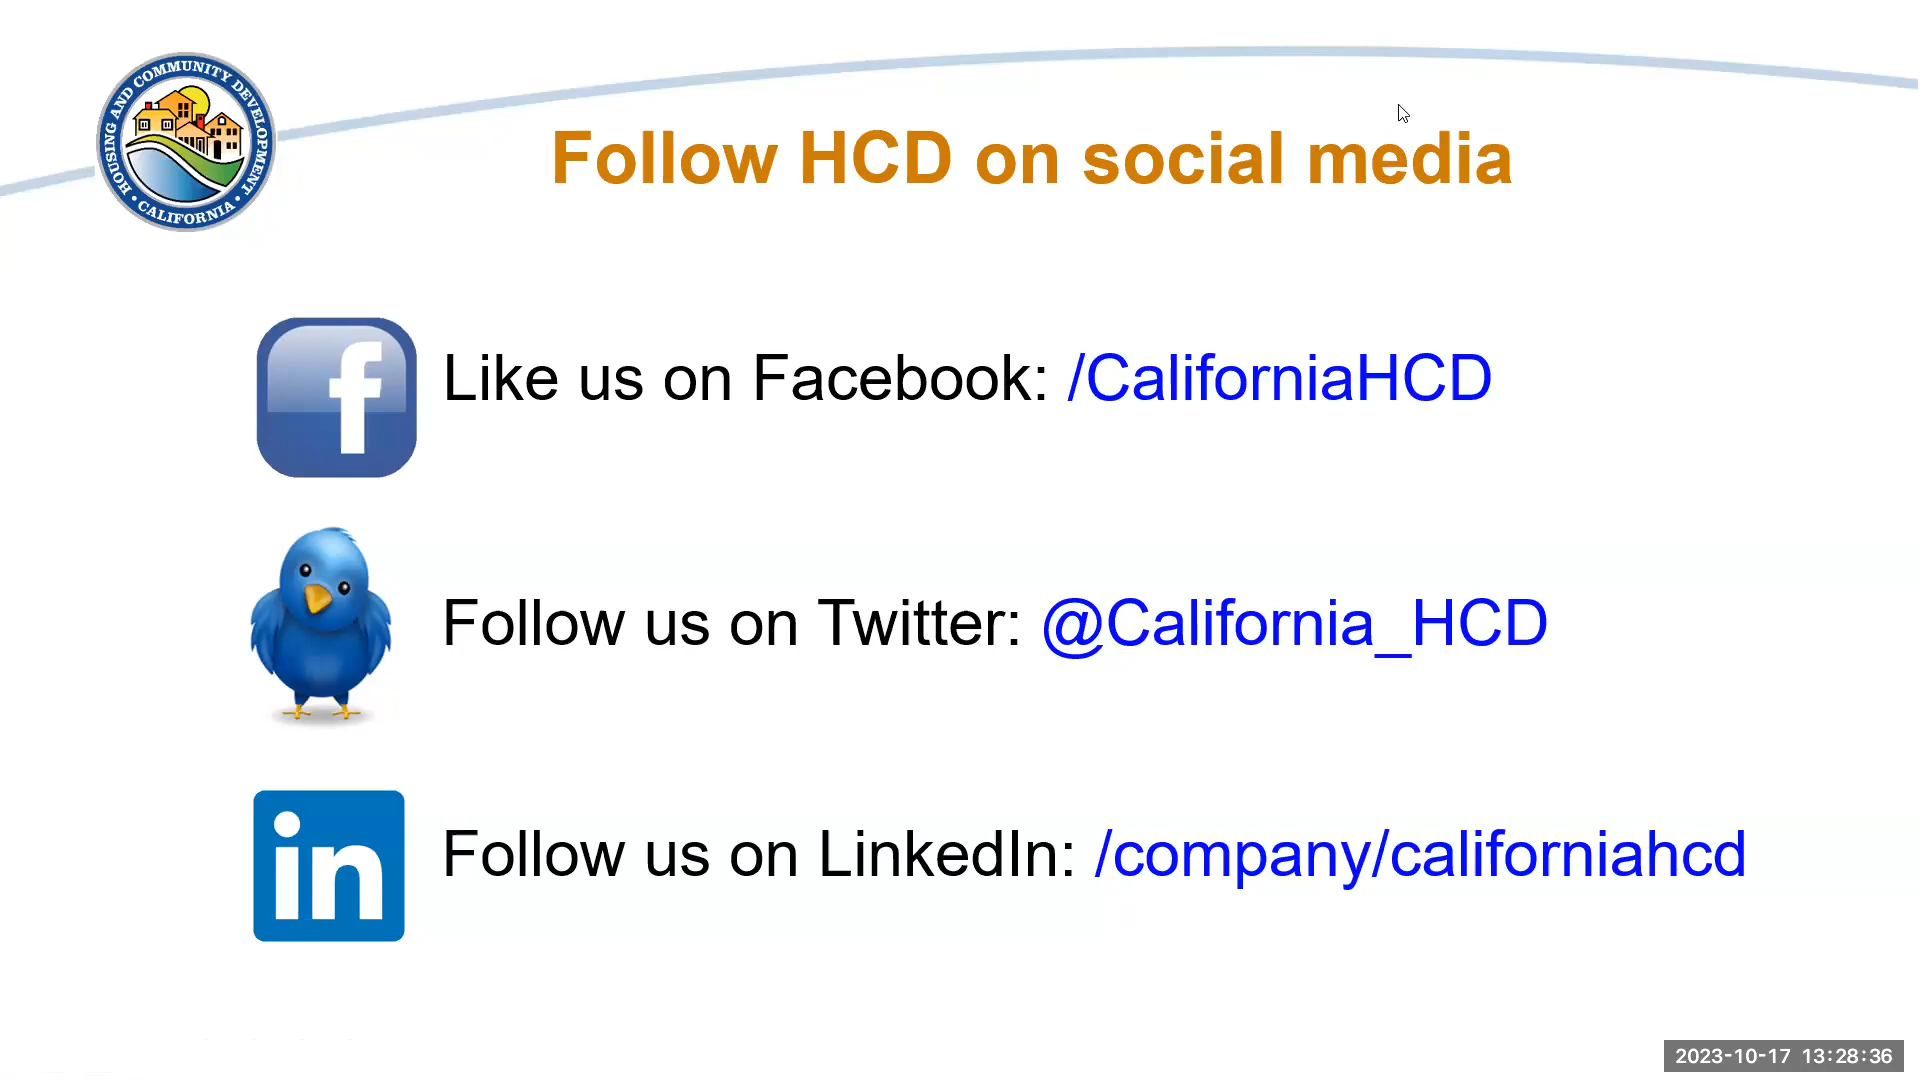 HOUSING AND COMMUNITY DEVELOPMENT
• CALIFORNIA •
Follow HCD on social media
f
Like us on Facebook: /CaliforniaHCD
Follow us on Twitter: @California_HCD
in
Follow us on LinkedIn: /company/californiahcd
2023-10-17 13:28:36